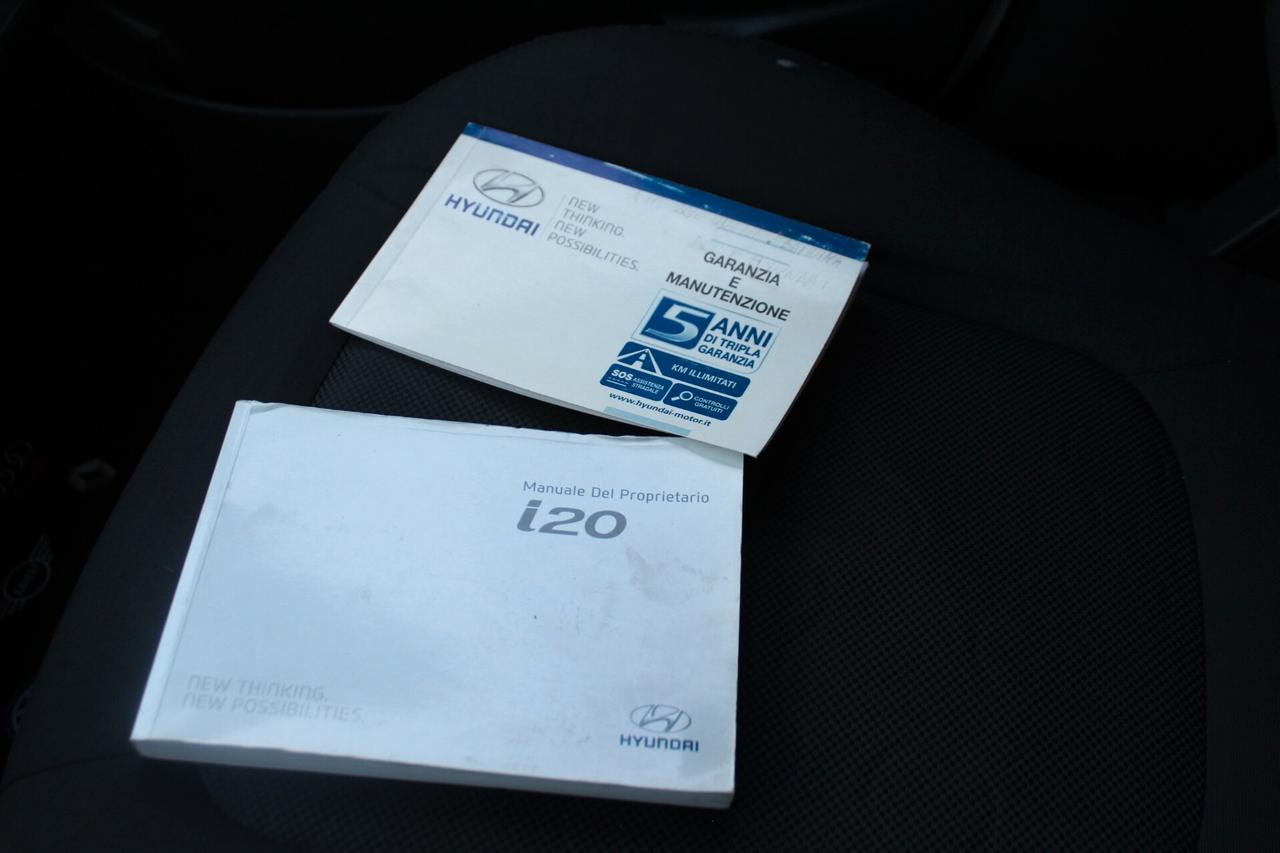 HYUNDAI
NEW
THINKING.
NEW
POSSIBILITIES.
GARANZIA
E
MANUTENZIONE
5 ANNI
DI TRIPLA
GARANZIA
KM ILLIMITATI
SOS ASSISTENZA
STRADALE
CONTROLLI
GRATUITI
www.hyundai-motor.it
Manuale Del Proprietario
i20
NEW THINKING.
NEW POSSIBILITIES.
HYUNDAI